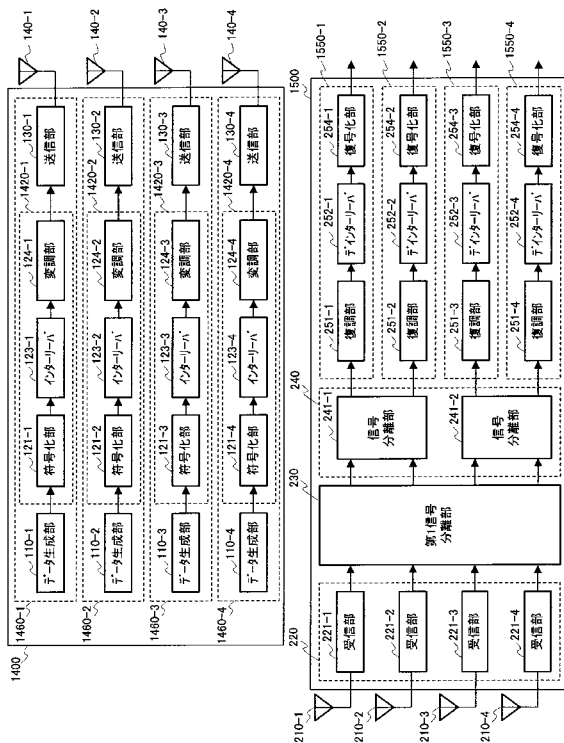 1400
1460-1
110-1
データ生成部
121-1
符号化部
123-1
インターリーバ
124-1
変調部
1420-1
130-1
送信部
140-1
1460-2
110-2
データ生成部
121-2
符号化部
123-2
インターリーバ
124-2
変調部
1420-2
130-2
送信部
140-2
1460-3
110-3
データ生成部
121-3
符号化部
123-3
インターリーバ
124-3
変調部
1420-3
130-3
送信部
140-3
1460-4
110-4
データ生成部
121-4
符号化部
123-4
インターリーバ
124-4
変調部
1420-4
130-4
送信部
140-4
1500
210-1
220
221-1
受信部
210-2
221-2
受信部
210-3
221-3
受信部
210-4
221-4
受信部
230
第1信号
分離部
240
241-1
信号
分離部
241-2
信号
分離部
251-1
復調部
252-1
デインターリーバ
254-1
復号化部
1550-1
251-2
復調部
252-2
デインターリーバ
254-2
復号化部
1550-2
251-3
復調部
252-3
デインターリーバ
254-3
復号化部
1550-3
251-4
復調部
252-4
デインターリーバ
254-4
復号化部
1550-4